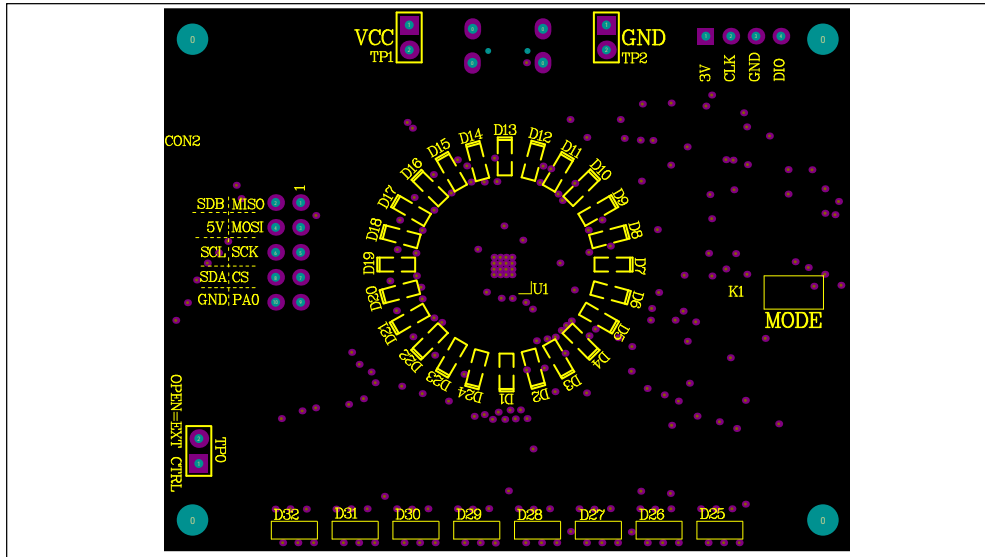 VCC
TP1
GND
TP2
3V CLK GND DIO
CON2
1
SDB MISO
5V MOSI
SCL SCK
SDA CS
GND PA0
D13
D14 D12
D15 D11
D16 D10
D17 D9
D18 D8
D19 D7
D20 D6
D21 D5
D22 D4
D23 D3
D24 D1 D2
U1
K1
MODE
OPEN=EXT CTRL
TP0
D32 D31 D30 D29 D28 D27 D26 D25